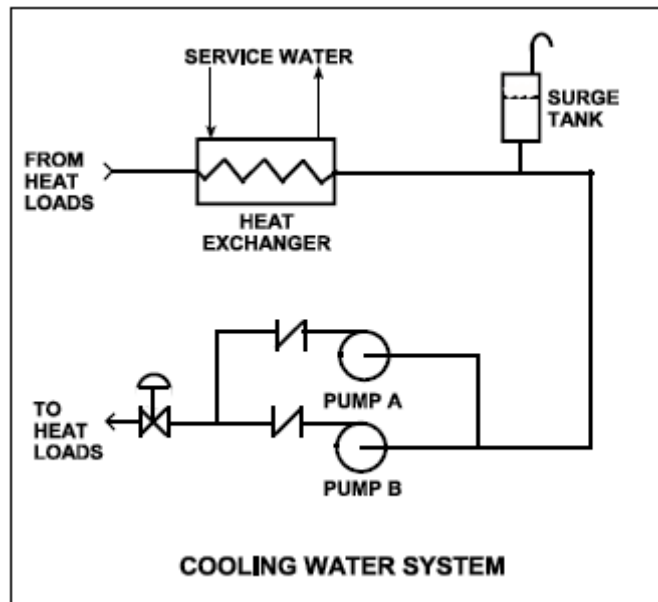 SERVICE WATER
SURGE
TANK
FROM
HEAT
LOADS
HEAT
EXCHANGER
PUMP A
TO
HEAT
LOADS
PUMP B
COOLING WATER SYSTEM